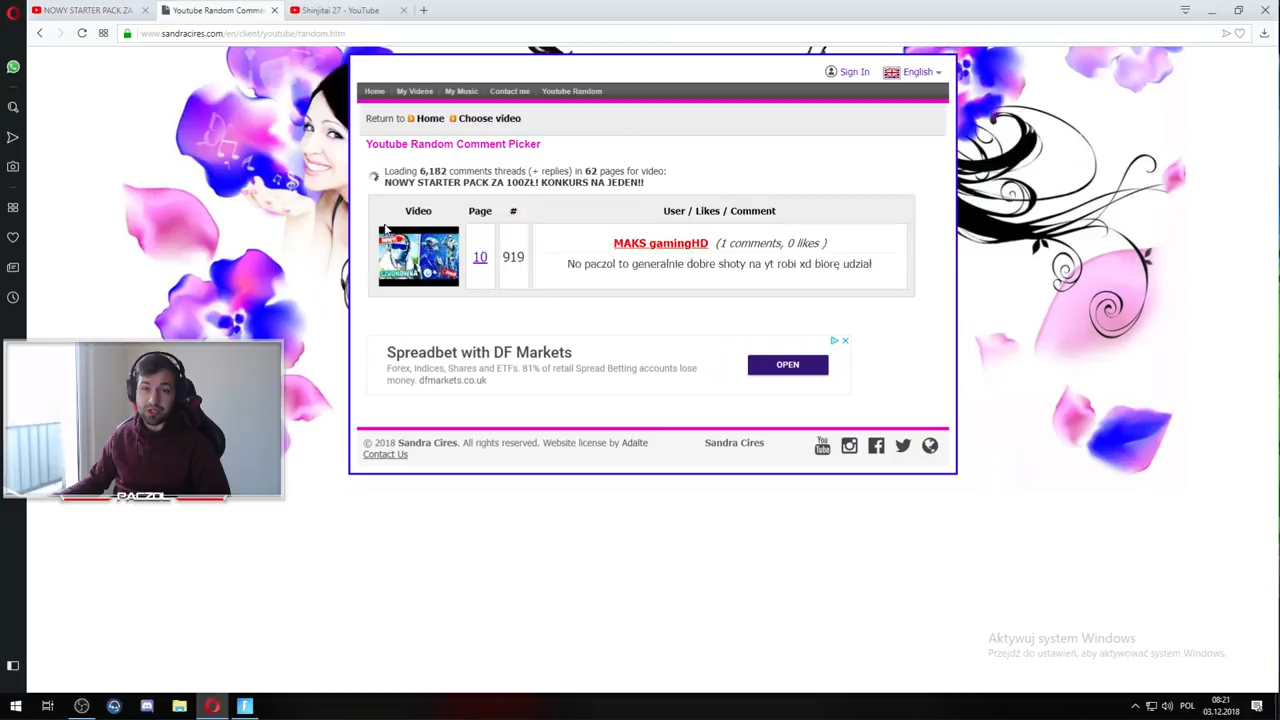 NOWY STARTER PACK ZA
Youtube Random Comme
Shinjitai 27 - YouTube
www.sandracires.com/en/client/youtube/random.htm
Sign In
English
Home
My Videos
My Music
Contact me
Youtube Random
Return to Home Choose video
Youtube Random Comment Picker
Loading 6,182 comments threads (+ replies) in 62 pages for video:
NOWY STARTER PACK ZA 100ZŁ! KONKURS NA JEDEN!!
Video Page # User / Likes / Comment
10 919 MAKS gamingHD (1 comments, 0 likes )
No paczol to generalnie dobre shoty na yt robi xd biorę udział
Spreadbet with DF Markets
Forex, Indices, Shares and ETFs. 81% of retail Spread Betting accounts lose
money. dfmarkets.co.uk
OPEN
© 2018 Sandra Cires. All rights reserved. Website license by Adalte
Contact Us
Sandra Cires
You
Tube
PACZOL
Aktywuj system Windows
Przejdź do ustawień, aby aktywować system Windows.
POL
08:21
03.12.2018